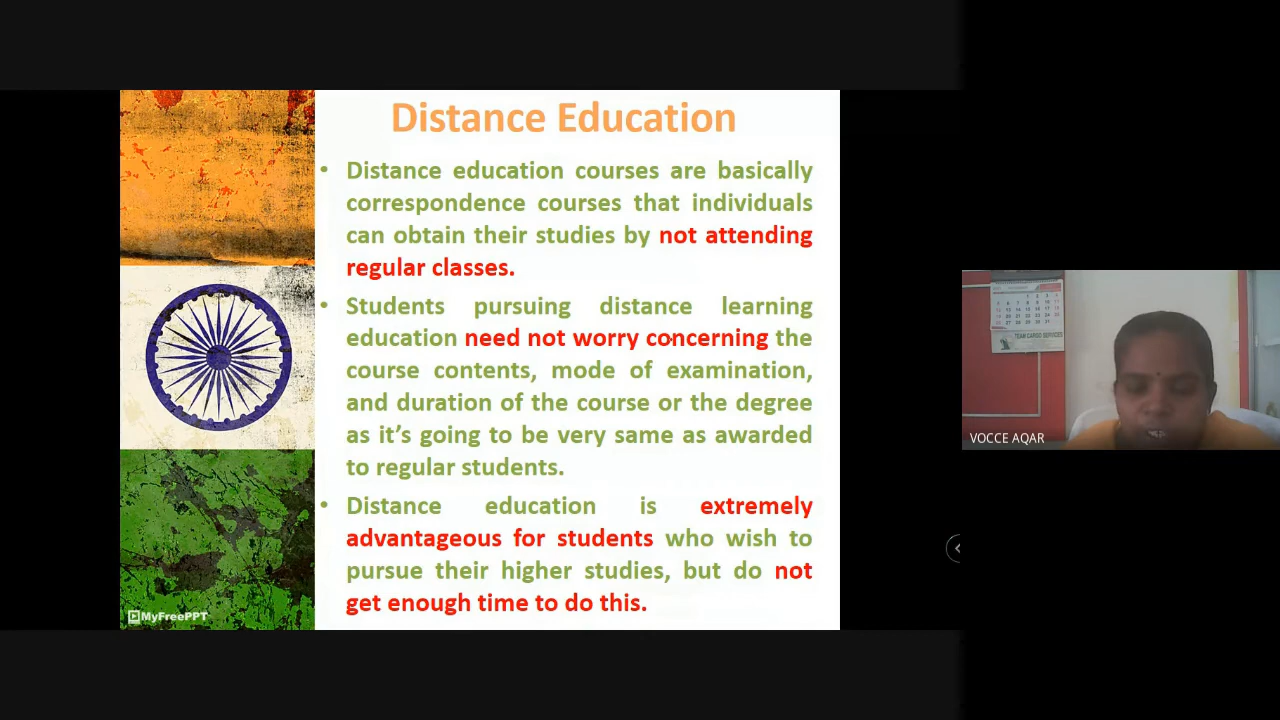 Distance Education
• Distance education courses are basically
correspondence courses that individuals
can obtain their studies by not attending
regular classes.
• Students pursuing distance learning
education need not worry concerning the
course contents, mode of examination,
and duration of the course or the degree
as it’s going to be very same as awarded
to regular students.
• Distance education is extremely
advantageous for students who wish to
pursue their higher studies, but do not
get enough time to do this.
MyFreePPT
TEAM CARGO SERVICES
VOCCE AQAR